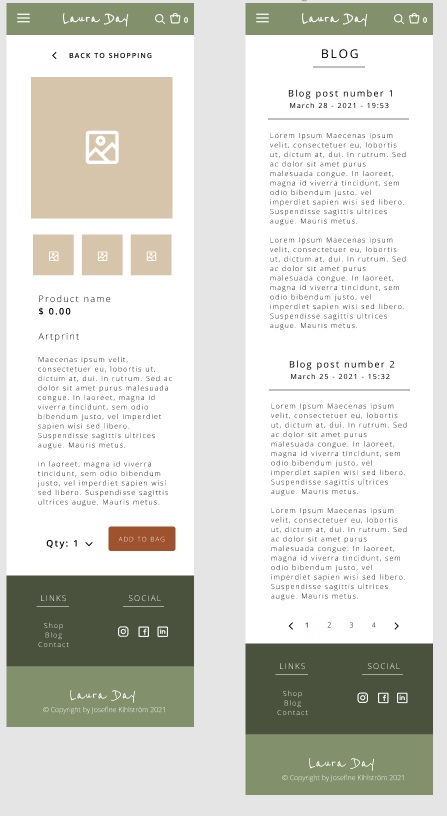 Laura Day
0
BACK TO SHOPPING
Product name
$ 0.00
Artprint
Maecenas ipsum velit,
consectetuer eu, lobortis ut,
dictum at, dui. In rutrum. Sed ac
dolor sit amet purus malesuada
congue. In laoreet, magna id
viverra tincidunt, sem odio
bibendum justo, vel imperdiet
sapien wisi sed libero.
Suspendisse sagittis ultrices
augue. Mauris metus.
In laoreet, magna id viverra
tincidunt, sem odio bibendum
justo, vel imperdiet sapien wisi
sed libero. Suspendisse sagittis
ultrices augue. Mauris metus.
Qty: 1
ADD TO BAG
LINKS
SOCIAL
Shop
Blog
Contact
Laura Day
© Copyright by Josefine Kihlström 2021
Laura Day
0
BLOG
Blog post number 1
March 28 - 2021 - 19:53
Lorem Ipsum Maecenas ipsum
velit, consectetuer eu, lobortis
ut, dictum at, dui. In rutrum. Sed
ac dolor sit amet purus
malesuada congue. In laoreet,
magna id viverra tincidunt, sem
odio bibendum justo, vel
imperdiet sapien wisi sed libero.
Suspendisse sagittis ultrices
augue. Mauris metus.
Lorem Ipsum Maecenas ipsum
velit, consectetuer eu, lobortis
ut, dictum at, dui. In rutrum. Sed
ac dolor sit amet purus
malesuada congue. In laoreet,
magna id viverra tincidunt, sem
odio bibendum justo, vel
imperdiet sapien wisi sed libero.
Suspendisse sagittis ultrices
augue. Mauris metus.
Blog post number 2
March 25 - 2021 - 15:32
Lorem Ipsum Maecenas ipsum
velit, consectetuer eu, lobortis
ut, dictum at, dui. In rutrum. Sed
ac dolor sit amet purus
malesuada congue. In laoreet,
magna id viverra tincidunt, sem
odio bibendum justo, vel
imperdiet sapien wisi sed libero.
Suspendisse sagittis ultrices
augue. Mauris metus.
Lorem Ipsum Maecenas ipsum
velit, consectetuer eu, lobortis
ut, dictum at, dui. In rutrum. Sed
ac dolor sit amet purus
malesuada congue. In laoreet,
magna id viverra tincidunt, sem
odio bibendum justo, vel
imperdiet sapien wisi sed libero.
Suspendisse sagittis ultrices
augue. Mauris metus.
1 2 3 4
LINKS
SOCIAL
Shop
Blog
Contact
Laura Day
© Copyright by Josefine Kihlström 2021